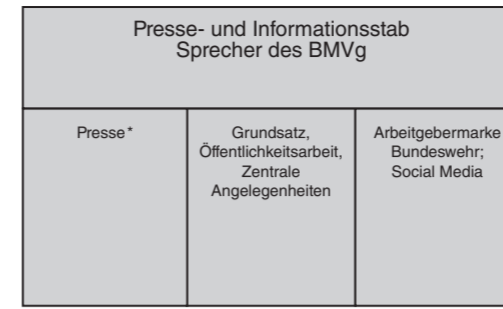 Presse- und Informationsstab
Sprecher des BMVg
Presse*
Grundsatz,
Öffentlichkeitsarbeit,
Zentrale
Angelegenheiten
Arbeitgebermarke
Bundeswehr;
Social Media